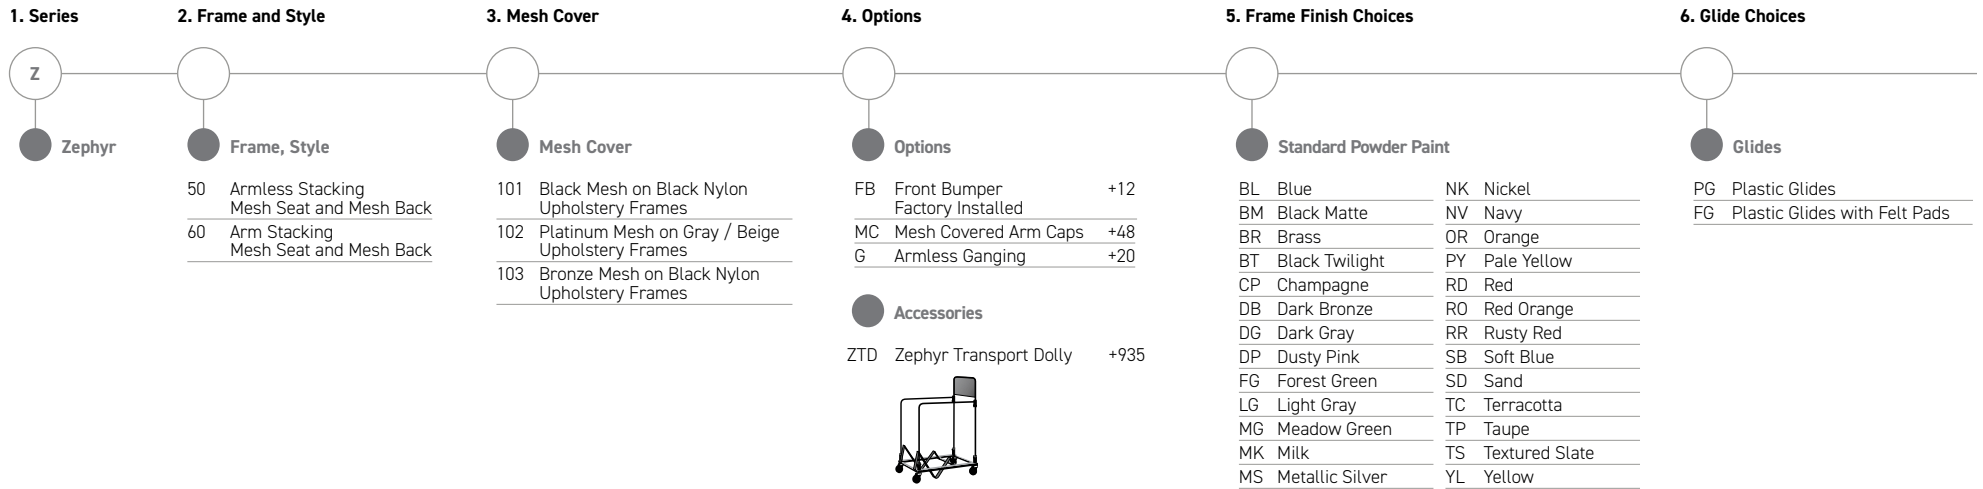 1. Series
2. Frame and Style
3. Mesh Cover
4. Options
5. Frame Finish Choices
6. Glide Choices
Z
Zephyr
Frame, Style
50 Armless Stacking
Mesh Seat and Mesh Back
60 Arm Stacking
Mesh Seat and Mesh Back
Mesh Cover
101 Black Mesh on Black Nylon
Upholstery Frames
102 Platinum Mesh on Gray / Beige
Upholstery Frames
103 Bronze Mesh on Black Nylon
Upholstery Frames
Options
FB Front Bumper +12
Factory Installed
MC Mesh Covered Arm Caps +48
G Armless Ganging +20
Accessories
ZTD Zephyr Transport Dolly +935
Standard Powder Paint
BL Blue
BM Black Matte
BR Brass
BT Black Twilight
CP Champagne
DB Dark Bronze
DG Dark Gray
DP Dusty Pink
FG Forest Green
LG Light Gray
MG Meadow Green
MK Milk
MS Metallic Silver
NK Nickel
NV Navy
OR Orange
PY Pale Yellow
RD Red
RO Red Orange
RR Rusty Red
SB Soft Blue
SD Sand
TC Terracotta
TP Taupe
TS Textured Slate
YL Yellow
Glides
PG Plastic Glides
FG Plastic Glides with Felt Pads